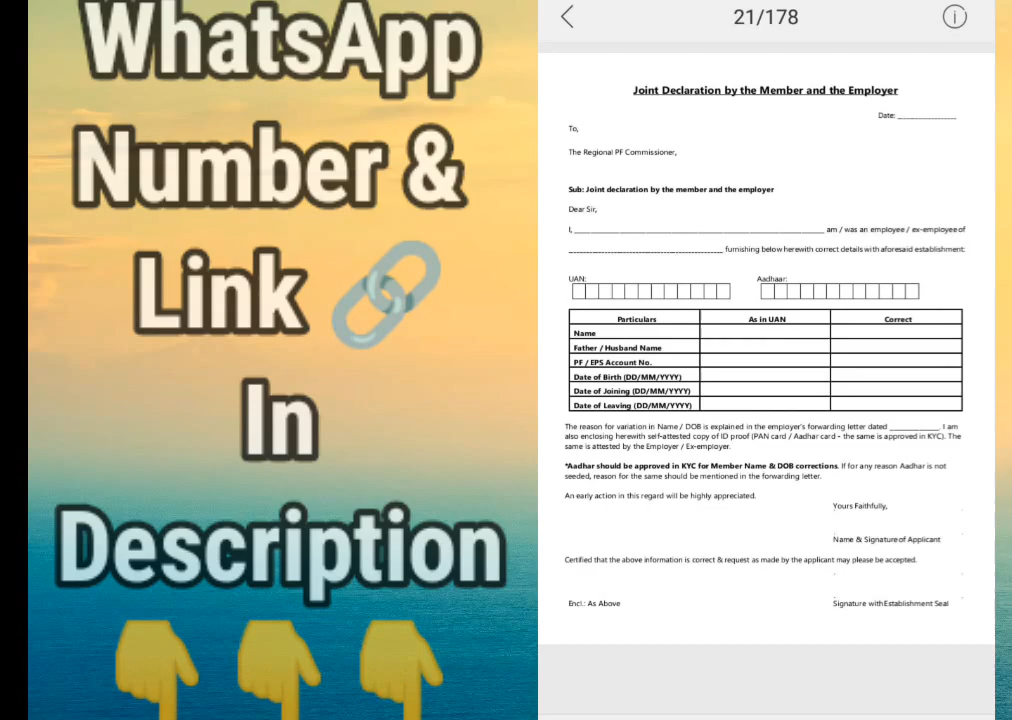 WhatsApp
Number &
Link 🔗
In
Description
👇 👇 👇
21/178
Joint Declaration by the Member and the Employer
Date: ______________
To,
The Regional PF Commissioner,
Sub: Joint declaration by the member and the employer
Dear Sir,
I, ______________________________ am / was an employee / ex-employee of
______________________________ furnishing below herewith correct details with aforesaid establishment:
UAN: Aadhaar:
Particulars As in UAN Correct
Name
Father / Husband Name
PF / EPS Account No.
Date of Birth (DD/MM/YYYY)
Date of Joining (DD/MM/YYYY)
Date of Leaving (DD/MM/YYYY)
The reason for variation in Name / DOB is explained in the employer's forwarding letter dated ____________. I am
also enclosing herewith self-attested copy of ID proof (PAN card / Aadhar card – the same is approved in KYC). The
same is attested by the Employer / Ex-employer.
*Aadhar should be approved in KYC for Member Name & DOB corrections. If for any reason Aadhar is not
seeded, reason for the same should be mentioned in the forwarding letter.
An early action in this regard will be highly appreciated.
Yours Faithfully,
Name & Signature of Applicant
Certified that the above information is correct & request as made by the applicant may please be accepted.
Encl.: As Above Signature with Establishment Seal